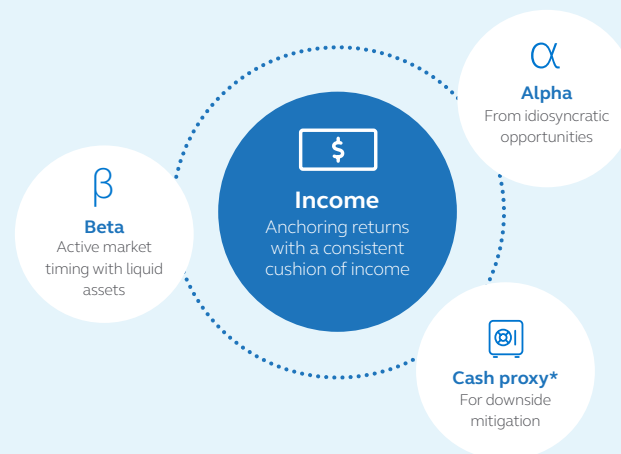 α
Alpha
From idiosyncratic
opportunities
$
Income
Anchoring returns
with a consistent
cushion of income
β
Beta
Active market
timing with liquid
assets
Cash proxy*
For downside
mitigation